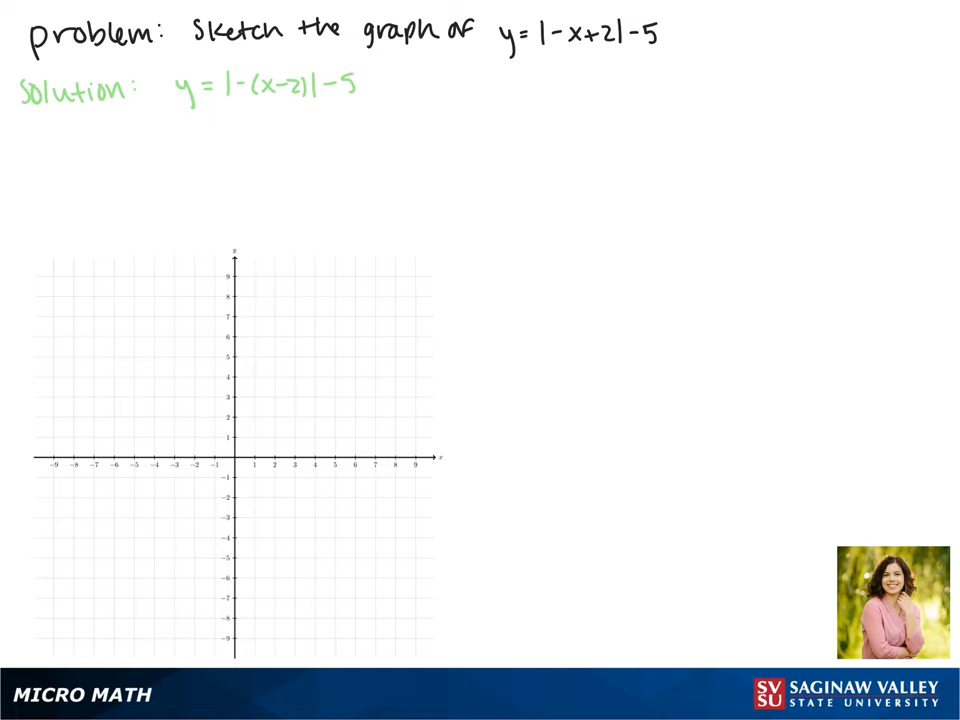 problem: Sketch the graph of y=|-x+2|-5
Solution: y=|-(x-2)|-5
y
9
8
7
6
5
4
3
2
1
−9 −8 −7 −6 −5 −4 −3 −2 −1 1 2 3 4 5 6 7 8 9 x
−1
−2
−3
−4
−5
−6
−7
−8
−9
MICRO MATH
SV SU SAGINAW VALLEY
STATE UNIVERSITY